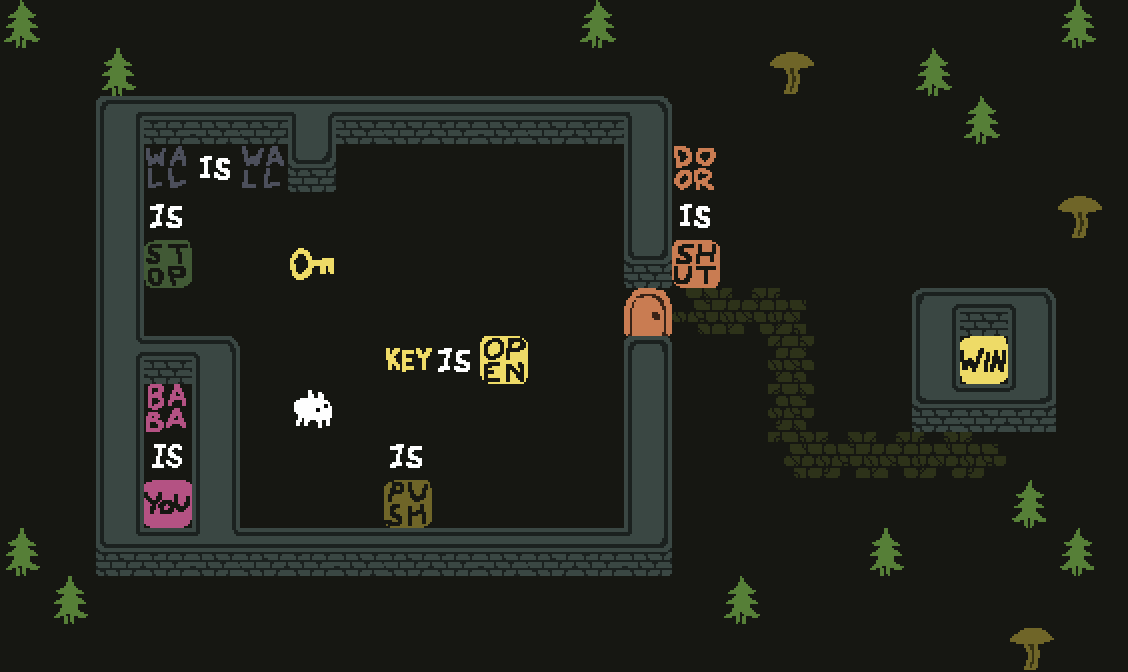 WALL IS WALL
IS
STOP
DOOR
IS
SHUT
KEY IS OPEN
WIN
BABA
IS
YOU
IS
PUSH